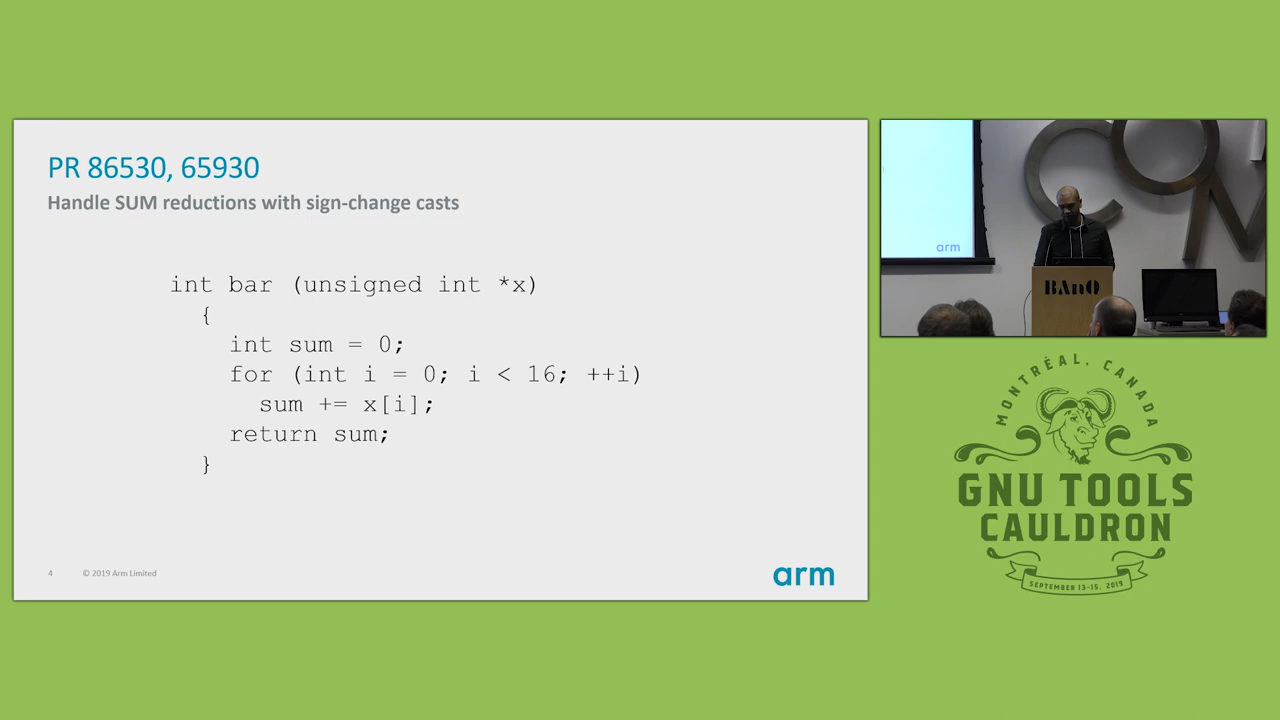 PR 86530, 65930
Handle SUM reductions with sign-change casts
int bar (unsigned int *x)
{
int sum = 0;
for (int i = 0; i < 16; ++i)
sum += x[i];
return sum;
}
4 © 2019 Arm Limited
arm
arm
COM
BAnQ
MONTRÉAL, CANADA
GNU TOOLS
CAULDRON
SEPTEMBER 13-15, 2019